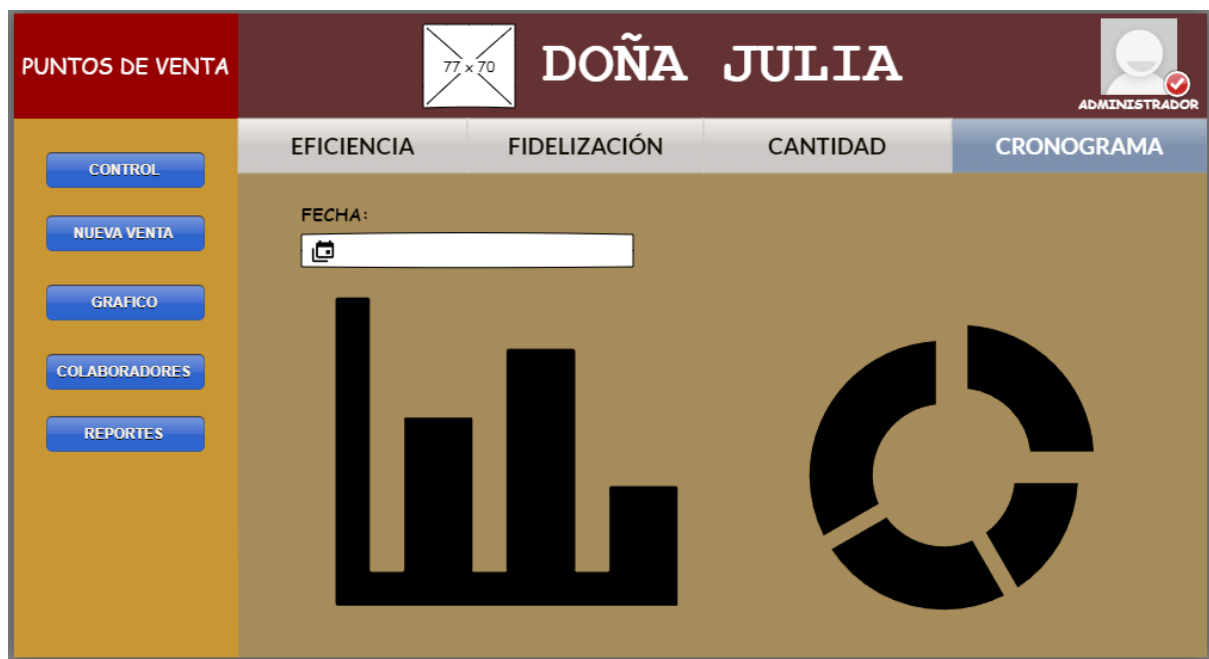 PUNTOS DE VENTA
77 x 70
DOÑA JULIA
ADMINISTRADOR
EFICIENCIA
FIDELIZACIÓN
CANTIDAD
CRONOGRAMA
CONTROL
NUEVA VENTA
GRAFICO
COLABORADORES
REPORTES
FECHA: